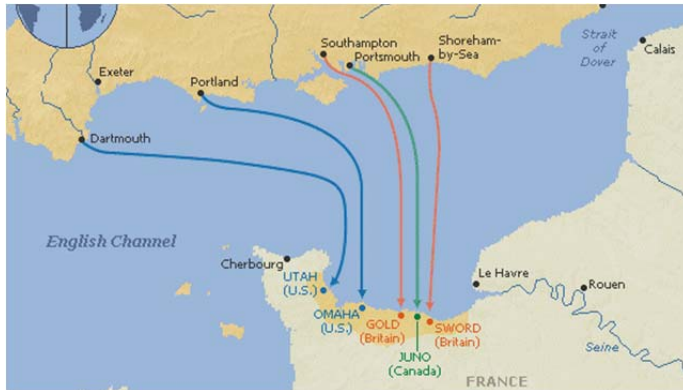 Southampton
Portsmouth
Shoreham-
by-Sea
Strait
of
Dover
Calais
Exeter
Portland
Dartmouth
English Channel
Cherbourg
UTAH
(U.S.)
OMAHA
(U.S.)
GOLD
(Britain)
JUNO
(Canada)
SWORD
(Britain)
Le Havre
Rouen
Seine
FRANCE